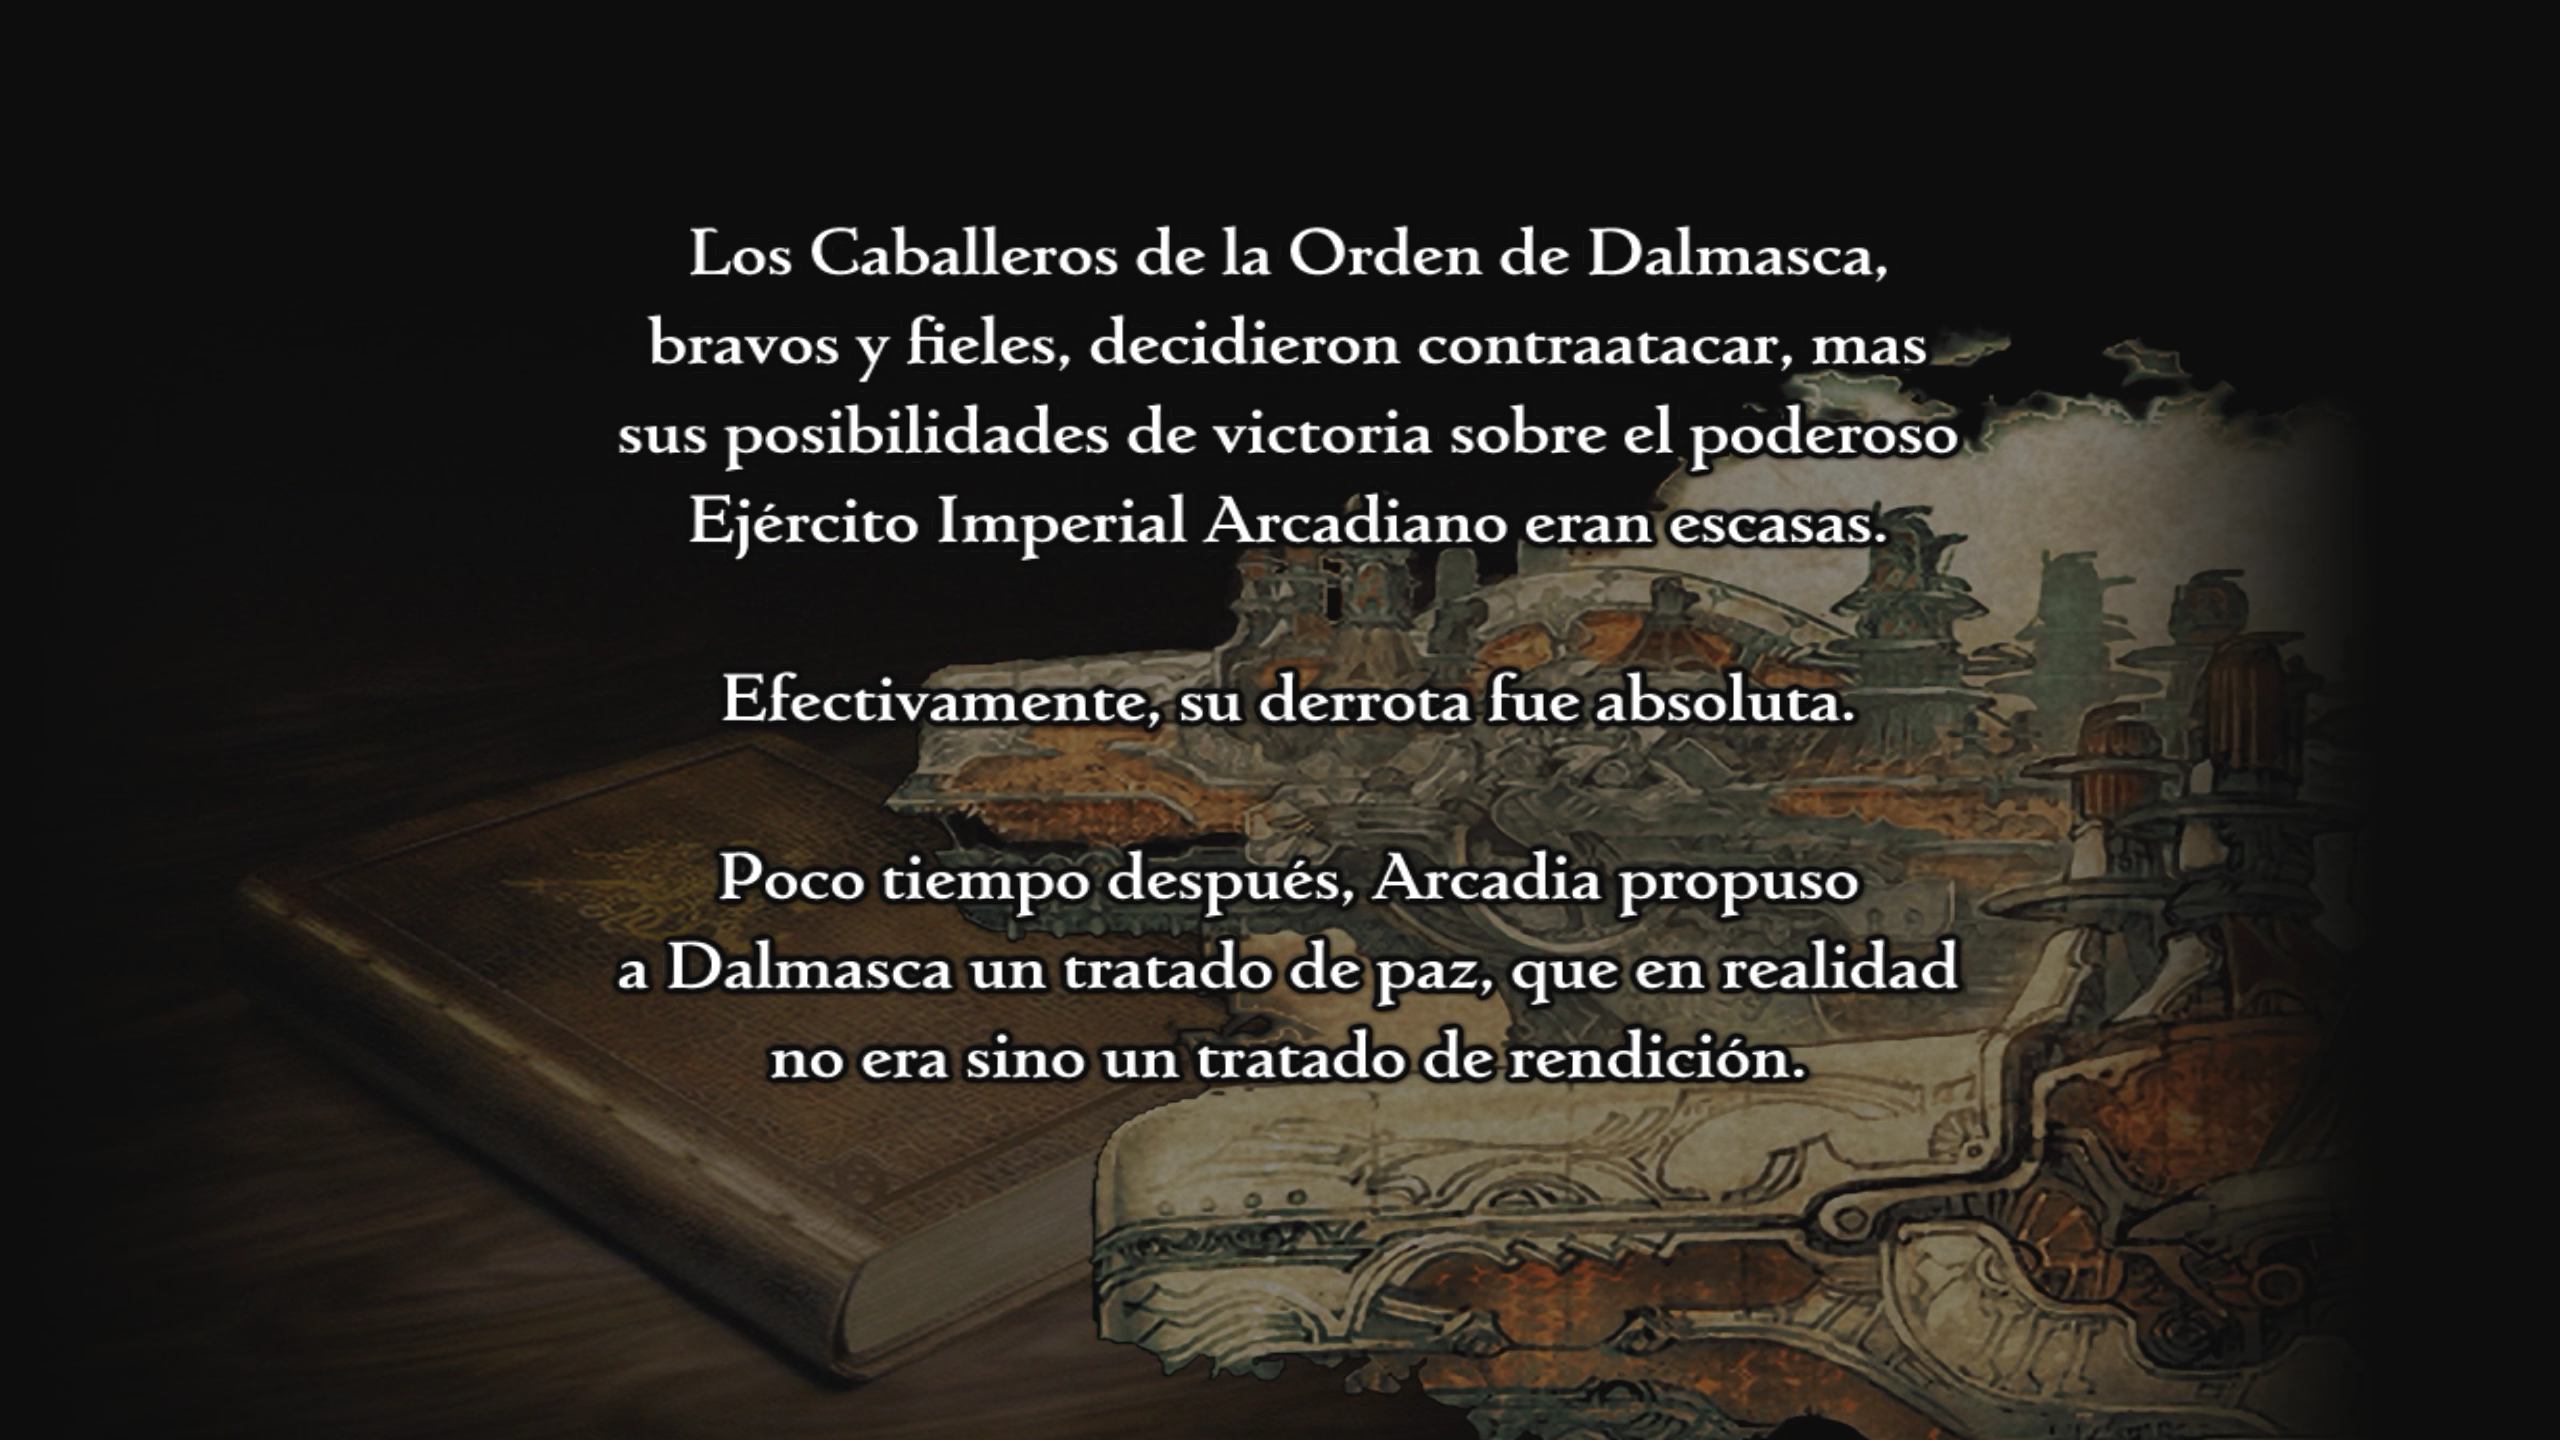 Los Caballeros de la Orden de Dalmasca,
bravos y fieles, decidieron contraatacar, mas
sus posibilidades de victoria sobre el poderoso
Ejército Imperial Arcadiano eran escasas.
Efectivamente, su derrota fue absoluta.
Poco tiempo después, Arcadia propuso
a Dalmasca un tratado de paz, que en realidad
no era sino un tratado de rendición.